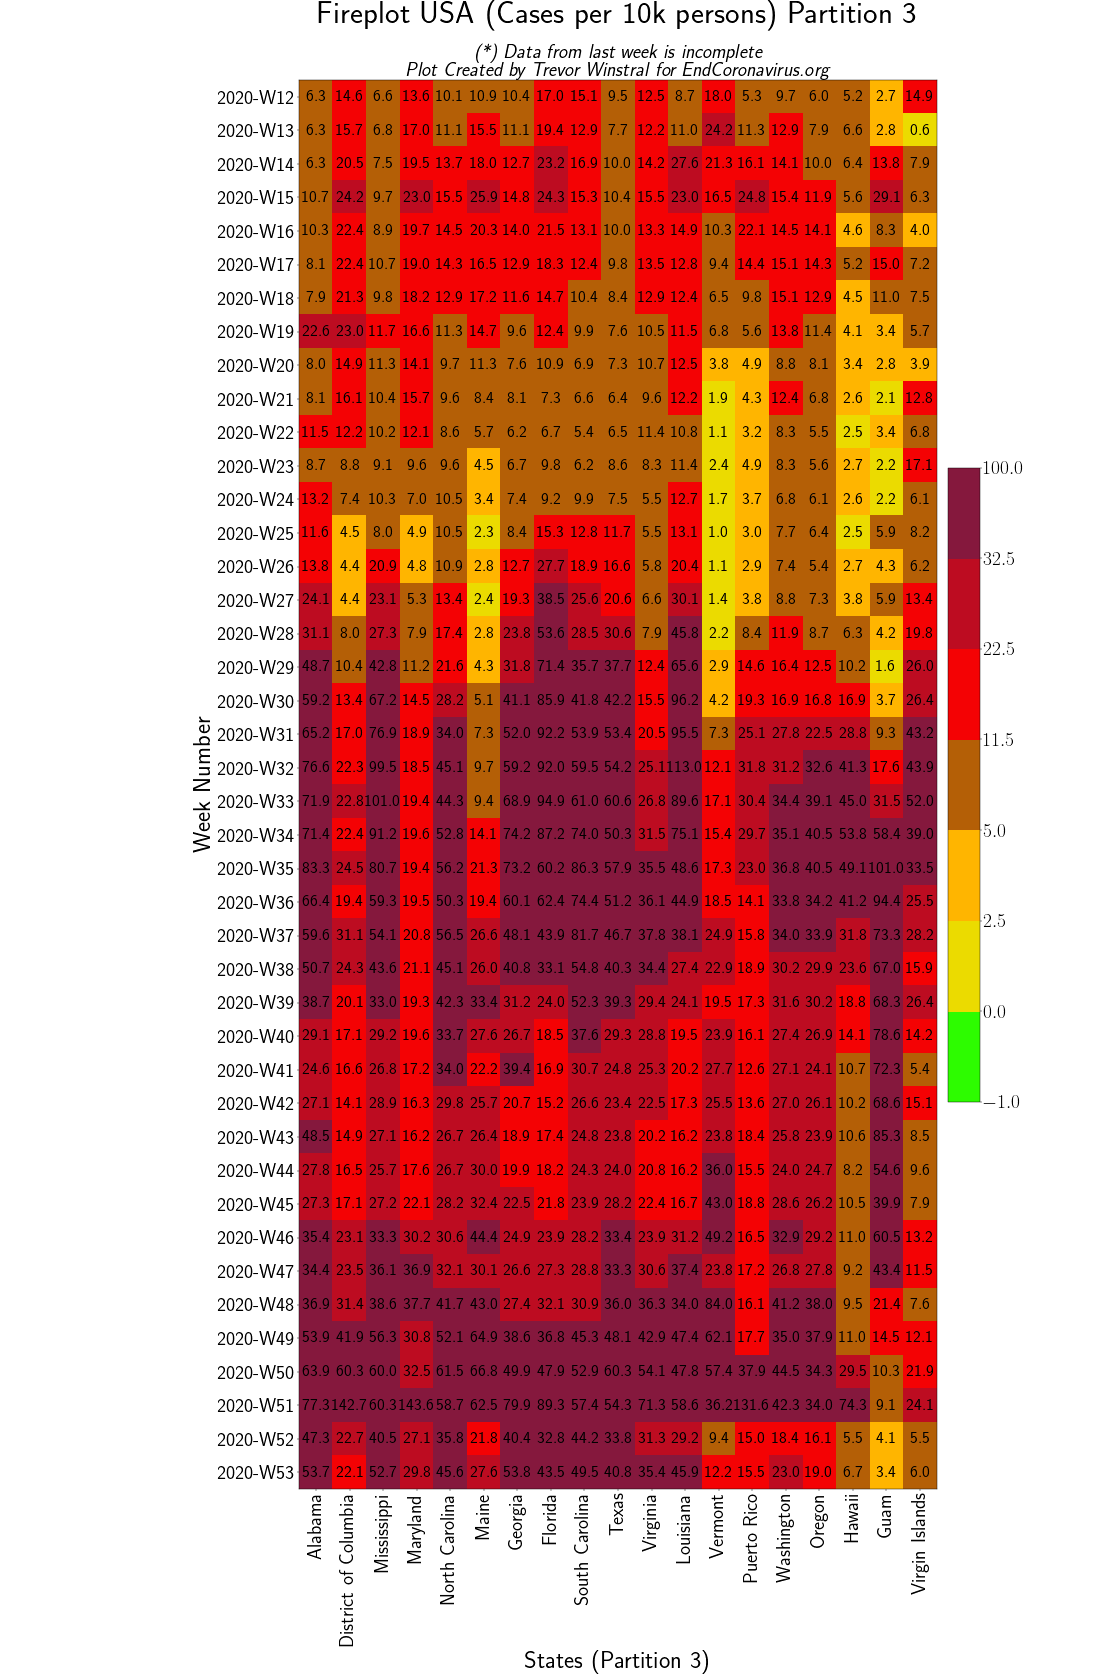 Fireplot USA (Cases per 10k persons) Partition 3
(*) Data from last week is incomplete
Plot Created by Trevor Winstral for EndCoronavirus.org
2020-W12 6.3 14.6 6.6 13.6 10.1 10.9 10.4 17.0 15.1 9.5 12.5 8.7 18.0 5.3 9.7 6.0 5.2 2.7 14.9
2020-W13 6.3 15.7 6.8 17.0 11.1 15.5 11.1 19.4 12.9 7.7 12.2 11.0 24.2 11.3 12.9 7.9 6.6 2.8 0.6
2020-W14 6.3 20.5 7.5 19.5 13.7 18.0 12.7 23.2 16.9 10.0 14.2 27.6 21.3 16.1 14.1 10.0 6.4 13.8 7.9
2020-W15 10.7 24.2 9.7 23.0 15.5 25.9 14.8 24.3 15.3 10.4 15.5 23.0 16.5 24.8 15.4 11.9 5.6 29.1 6.3
2020-W16 10.3 22.4 8.9 19.7 14.5 20.3 14.0 21.5 13.1 10.0 13.3 14.9 10.3 22.1 14.5 14.1 4.6 8.3 4.0
2020-W17 8.1 22.4 10.7 19.0 14.3 16.5 12.9 18.3 12.4 9.8 13.5 12.8 9.4 14.4 15.1 14.3 5.2 15.0 7.2
2020-W18 7.9 21.3 9.8 18.2 12.9 17.2 11.6 14.7 10.4 8.4 12.9 12.4 6.5 9.8 15.1 12.9 4.5 11.0 7.5
2020-W19 22.6 23.0 11.7 16.6 11.3 14.7 9.6 12.4 9.9 7.6 10.5 11.5 6.8 5.6 13.8 11.4 4.1 3.4 5.7
2020-W20 8.0 14.9 11.3 14.1 9.7 11.3 7.6 10.9 6.9 7.3 10.7 12.5 3.8 4.9 8.8 8.1 3.4 2.8 3.9
2020-W21 8.1 16.1 10.4 15.7 9.6 8.4 8.1 7.3 6.6 6.4 9.6 12.2 1.9 4.3 12.4 6.8 2.6 2.1 12.8
2020-W22 11.5 12.2 10.2 12.1 8.6 5.7 6.2 6.7 5.4 6.5 11.4 10.8 1.1 3.2 8.3 5.5 2.5 3.4 6.8
2020-W23 8.7 8.8 9.1 9.6 9.6 4.5 6.7 9.8 6.2 8.6 8.3 11.4 2.4 4.9 8.3 5.6 2.7 2.2 17.1
2020-W24 13.2 7.4 10.3 7.0 10.5 3.4 7.4 9.2 9.9 7.5 5.5 12.7 1.7 3.7 6.8 6.1 2.6 2.2 6.1
2020-W25 11.6 4.5 8.0 4.9 10.5 2.3 8.4 15.3 12.8 11.7 5.5 13.1 1.0 3.0 7.7 6.4 2.5 5.9 8.2
2020-W26 13.8 4.4 20.9 4.8 10.9 2.8 12.7 27.7 18.9 16.6 5.8 20.4 1.1 2.9 7.4 5.4 2.7 4.3 6.2
2020-W27 24.1 4.4 23.1 5.3 13.4 2.4 19.3 38.5 25.6 20.6 6.6 30.1 1.4 3.8 8.8 7.3 3.8 5.9 13.4
2020-W28 31.1 8.0 27.3 7.9 17.4 2.8 23.8 53.6 28.5 30.6 7.9 45.8 2.2 8.4 11.9 8.7 6.3 4.2 19.8
2020-W29 48.7 10.4 42.8 11.2 21.6 4.3 31.8 71.4 35.7 37.7 12.4 65.6 2.9 14.6 16.4 12.5 10.2 1.6 26.0
2020-W30 59.2 13.4 67.2 14.5 28.2 5.1 41.1 85.9 41.8 42.2 15.5 96.2 4.2 19.3 16.9 16.8 16.9 3.7 26.4
2020-W31 65.2 17.0 76.9 18.9 34.0 7.3 52.0 92.2 53.9 53.4 20.5 95.5 7.3 25.1 27.8 22.5 28.8 9.3 43.2
2020-W32 76.6 22.3 99.5 18.5 45.1 9.7 59.2 92.0 59.5 54.2 25.1 113.0 12.1 31.8 31.2 32.6 41.3 17.6 43.9
2020-W33 71.9 22.8 101.0 19.4 44.3 9.4 68.9 94.9 61.0 60.6 26.8 89.6 17.1 30.4 34.4 39.1 45.0 31.5 52.0
2020-W34 71.4 22.4 91.2 19.6 52.8 14.1 74.2 87.2 74.0 50.3 31.5 75.1 15.4 29.7 35.1 40.5 53.8 58.4 39.0
2020-W35 83.3 24.5 80.7 19.4 56.2 21.3 73.2 60.2 86.3 57.9 35.5 48.6 17.3 23.0 36.8 40.5 49.1 101.0 33.5
2020-W36 66.4 19.4 59.3 19.5 50.3 19.4 60.1 62.4 74.4 51.2 36.1 44.9 18.5 14.1 33.8 34.2 41.2 94.4 25.5
2020-W37 59.6 31.1 54.1 20.8 56.5 26.6 48.1 43.9 81.7 46.7 37.8 38.1 24.9 15.8 34.0 33.9 31.8 73.3 28.2
2020-W38 50.7 24.3 43.6 21.1 45.1 26.0 40.8 33.1 54.8 40.3 34.4 27.4 22.9 18.9 30.2 29.9 23.6 67.0 15.9
2020-W39 38.7 20.1 33.0 19.3 42.3 33.4 31.2 24.0 52.3 39.3 29.4 24.1 19.5 17.3 31.6 30.2 18.8 68.3 26.4
2020-W40 29.1 17.1 29.2 19.6 33.7 27.6 26.7 18.5 37.6 29.3 28.8 19.5 23.9 16.1 27.4 26.9 14.1 78.6 14.2
2020-W41 24.6 16.6 26.8 17.2 34.0 22.2 39.4 16.9 30.7 24.8 25.3 20.2 27.7 12.6 27.1 24.1 10.7 72.3 5.4
2020-W42 27.1 14.1 28.9 16.3 29.8 25.7 20.7 15.2 26.6 23.4 22.5 17.3 25.5 13.6 27.0 26.1 10.2 68.6 15.1
2020-W43 48.5 14.9 27.1 16.2 26.7 26.4 18.9 17.4 24.8 23.8 20.2 16.2 23.8 18.4 25.8 23.9 10.6 85.3 8.5
2020-W44 27.8 16.5 25.7 17.6 26.7 30.0 19.9 18.2 24.3 24.0 20.8 16.2 36.0 15.5 24.0 24.7 8.2 54.6 9.6
2020-W45 27.3 17.1 27.2 22.1 28.2 32.4 22.5 21.8 23.9 28.2 22.4 16.7 43.0 18.8 28.6 26.2 10.5 39.9 7.9
2020-W46 35.4 23.1 33.3 30.2 30.6 44.4 24.9 23.9 28.2 33.4 23.9 31.2 49.2 16.5 32.9 29.2 11.0 60.5 13.2
2020-W47 34.4 23.5 36.1 36.9 32.1 30.1 26.6 27.3 28.8 33.3 30.6 37.4 23.8 17.2 26.8 27.8 9.2 43.4 11.5
2020-W48 36.9 31.4 38.6 37.7 41.7 43.0 27.4 32.1 30.9 36.0 36.3 34.0 84.0 16.1 41.2 38.0 9.5 21.4 7.6
2020-W49 53.9 41.9 56.3 30.8 52.1 64.9 38.6 36.8 45.3 48.1 42.9 47.4 62.1 17.7 35.0 37.9 11.0 14.5 12.1
2020-W50 63.9 60.3 60.0 32.5 61.5 66.8 49.9 47.9 52.9 60.3 54.1 47.8 57.4 37.9 44.5 34.3 29.5 10.3 21.9
2020-W51 77.3 142.7 60.3 143.6 58.7 62.5 79.9 89.3 57.4 54.3 71.3 58.6 36.2 131.6 42.3 34.0 74.3 9.1 24.1
2020-W52 47.3 22.7 40.5 27.1 35.8 21.8 40.4 32.8 44.2 33.8 31.3 29.2 9.4 15.0 18.4 16.1 5.5 4.1 5.5
2020-W53 53.7 22.1 52.7 29.8 45.6 27.6 53.8 43.5 49.5 40.8 35.4 45.9 12.2 15.5 23.0 19.0 6.7 3.4 6.0
Week Number
Alabama
District of Columbia
Mississippi
Maryland
North Carolina
Maine
Georgia
Florida
South Carolina
Texas
Virginia
Louisiana
Vermont
Puerto Rico
Washington
Oregon
Hawaii
Guam
Virgin Islands
States (Partition 3)
100.0
32.5
22.5
11.5
5.0
2.5
0.0
−1.0